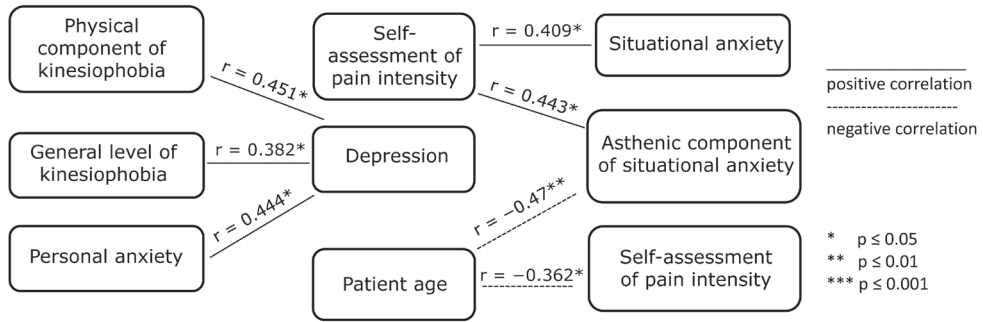 Physical
component of
kinesiophobia
r = 0.451*
General level of
kinesiophobia
r = 0.382*
Personal anxiety
r = 0.444*
Depression
Self-
assessment of
pain intensity
r = 0.409*
Situational anxiety
r = 0.443*
Asthenic component
of situational anxiety
r = −0.47**
Patient age
r = −0.362*
Self-assessment
of pain intensity
positive correlation
negative correlation
* p ≤ 0.05
** p ≤ 0.01
*** p ≤ 0.001